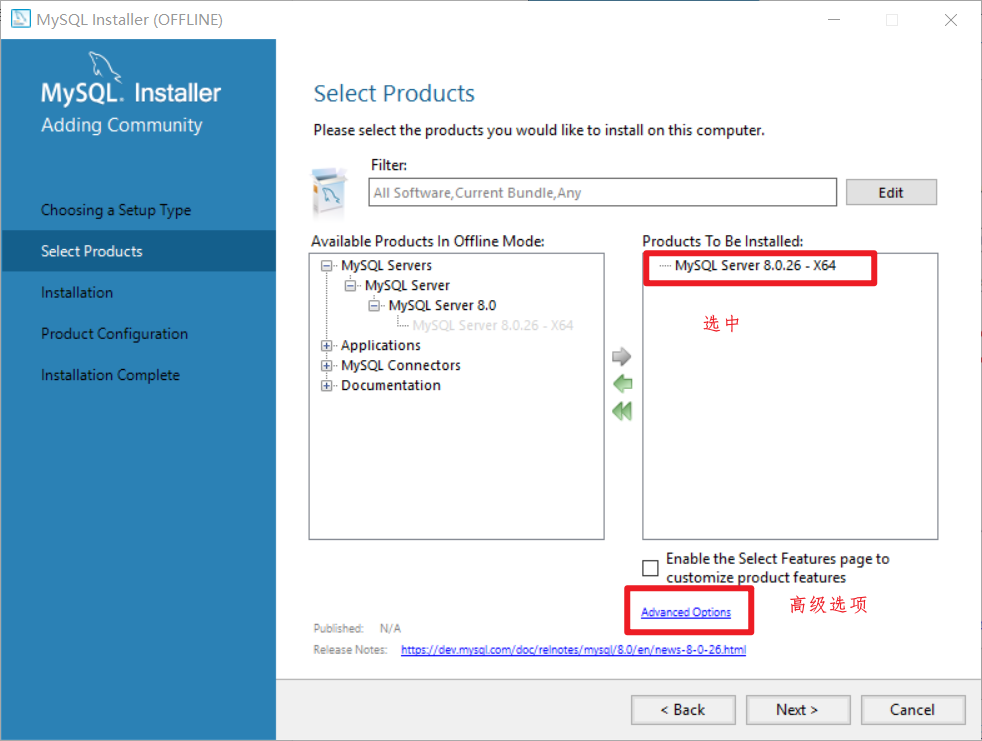 MySQL Installer (OFFLINE)
MySQL. Installer
Adding Community
Choosing a Setup Type
Select Products
Installation
Product Configuration
Installation Complete
Select Products
Please select the products you would like to install on this computer.
Filter:
All Software,Current Bundle,Any
Edit
Available Products In Offline Mode:
MySQL Servers
MySQL Server
MySQL Server 8.0
MySQL Server 8.0.26 - X64
Applications
MySQL Connectors
Documentation
Products To Be Installed:
MySQL Server 8.0.26 - X64
选中
Enable the Select Features page to
customize product features
Advanced Options
高级选项
Published: N/A
Release Notes: https://dev.mysql.com/doc/relnotes/mysql/8.0/en/news-8-0-26.html
< Back
Next >
Cancel